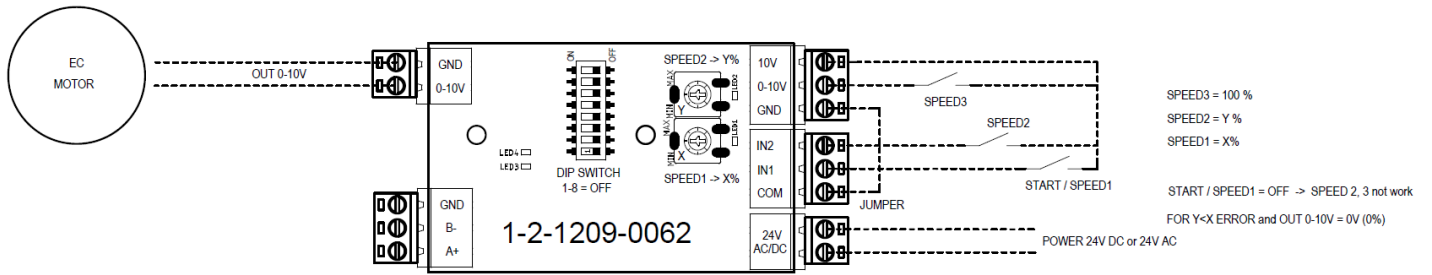 EC
MOTOR
OUT 0-10V
GND
0-10V
ON
OFF
SPEED2 -> Y%
MAX
MIN
Y
LED2
MAX
MIN
X
LED1
SPEED1 -> X%
DIP SWITCH
1-8 = OFF
LED4
LED3
GND
B-
A+
1-2-1209-0062
10V
0-10V
GND
IN2
IN1
COM
24V
AC/DC
SPEED3
SPEED2
START / SPEED1
JUMPER
POWER 24V DC or 24V AC
SPEED3 = 100 %
SPEED2 = Y %
SPEED1 = X%
START / SPEED1 = OFF -> SPEED 2, 3 not work
FOR Y<X ERROR and OUT 0-10V = 0V (0%)